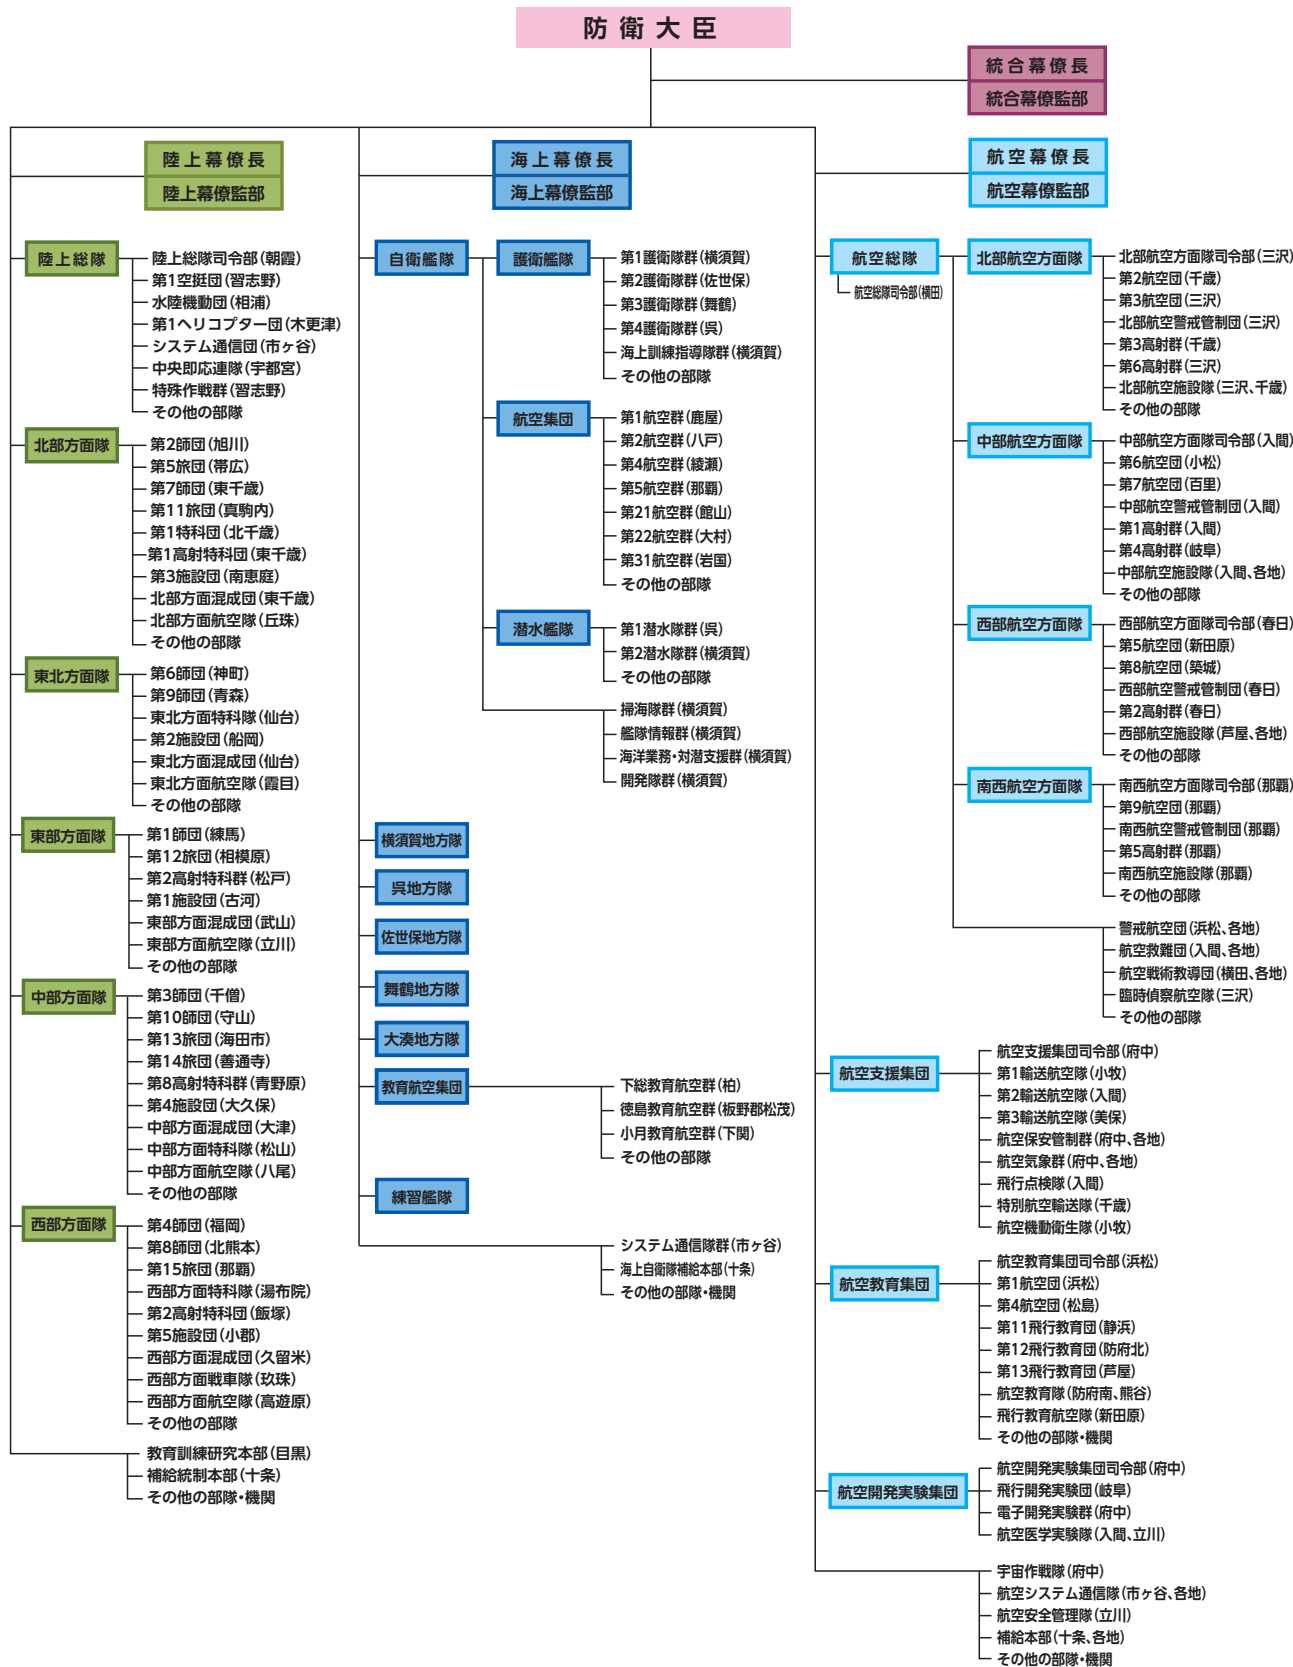 防衛大臣
統合幕僚長
統合幕僚監部
陸上幕僚長
陸上幕僚監部
陸上総隊
陸上総隊司令部(朝霞)
第1空挺団(習志野)
水陸機動団(相浦)
第1ヘリコプター団(木更津)
システム通信団(市ヶ谷)
中央即応連隊(宇都宮)
特殊作戦群(習志野)
その他の部隊
北部方面隊
第2師団(旭川)
第5旅団(帯広)
第7師団(東千歳)
第11旅団(真駒内)
第1特科団(北千歳)
第1高射特科団(東千歳)
第3施設団(南恵庭)
北部方面混成団(東千歳)
北部方面航空隊(丘珠)
その他の部隊
東北方面隊
第6師団(神町)
第9師団(青森)
東北方面特科隊(仙台)
第2施設団(船岡)
東北方面混成団(仙台)
東北方面航空隊(霞目)
その他の部隊
東部方面隊
第1師団(練馬)
第12旅団(相模原)
第2高射特科群(松戸)
第1施設団(古河)
東部方面混成団(武山)
東部方面航空隊(立川)
その他の部隊
中部方面隊
第3師団(千僧)
第10師団(守山)
第13旅団(海田市)
第14旅団(善通寺)
第8高射特科群(青野原)
第4施設団(大久保)
中部方面混成団(大津)
中部方面特科隊(松山)
中部方面航空隊(八尾)
その他の部隊
西部方面隊
第4師団(福岡)
第8師団(北熊本)
第15旅団(那覇)
西部方面特科隊(湯布院)
第2高射特科団(飯塚)
第5施設団(小郡)
西部方面混成団(久留米)
西部方面戦車隊(玖珠)
西部方面航空隊(高遊原)
その他の部隊
教育訓練研究本部(目黒)
補給統制本部(十条)
その他の部隊・機関
海上幕僚長
海上幕僚監部
自衛艦隊
護衛艦隊
第1護衛隊群(横須賀)
第2護衛隊群(佐世保)
第3護衛隊群(舞鶴)
第4護衛隊群(呉)
海上訓練指導隊群(横須賀)
その他の部隊
航空集団
第1航空群(鹿屋)
第2航空群(八戸)
第4航空群(綾瀬)
第5航空群(那覇)
第21航空群(館山)
第22航空群(大村)
第31航空群(岩国)
その他の部隊
潜水艦隊
第1潜水隊群(呉)
第2潜水隊群(横須賀)
その他の部隊
掃海隊群(横須賀)
艦隊情報群(横須賀)
海洋業務・対潜支援群(横須賀)
開発隊群(横須賀)
横須賀地方隊
呉地方隊
佐世保地方隊
舞鶴地方隊
大湊地方隊
教育航空集団
下総教育航空群(柏)
徳島教育航空群(板野郡松茂)
小月教育航空群(下関)
その他の部隊
練習艦隊
システム通信隊群(市ヶ谷)
海上自衛隊補給本部(十条)
その他の部隊・機関
航空幕僚長
航空幕僚監部
航空総隊
航空総隊司令部(横田)
北部航空方面隊
北部航空方面隊司令部(三沢)
第2航空団(千歳)
第3航空団(三沢)
北部航空警戒管制団(三沢)
第3高射群(千歳)
第6高射群(三沢)
北部航空施設隊(三沢、千歳)
その他の部隊
中部航空方面隊
中部航空方面隊司令部(入間)
第6航空団(小松)
第7航空団(百里)
中部航空警戒管制団(入間)
第1高射群(入間)
第4高射群(岐阜)
中部航空施設隊(入間、各地)
その他の部隊
西部航空方面隊
西部航空方面隊司令部(春日)
第5航空団(新田原)
第8航空団(築城)
西部航空警戒管制団(春日)
第2高射群(春日)
西部航空施設隊(芦屋、各地)
その他の部隊
南西航空方面隊
南西航空方面隊司令部(那覇)
第9航空団(那覇)
南西航空警戒管制団(那覇)
第5高射群(那覇)
南西航空施設隊(那覇)
その他の部隊
警戒航空団(浜松、各地)
航空救難団(入間、各地)
航空戦術教導団(横田、各地)
臨時偵察航空隊(三沢)
その他の部隊
航空支援集団
航空支援集団司令部(府中)
第1輸送航空隊(小牧)
第2輸送航空隊(入間)
第3輸送航空隊(美保)
航空保安管制群(府中、各地)
航空気象群(府中、各地)
飛行点検隊(入間)
特別航空輸送隊(千歳)
航空機動衛生隊(小牧)
航空教育集団
航空教育集団司令部(浜松)
第1航空団(浜松)
第4航空団(松島)
第11飛行教育団(静浜)
第12飛行教育団(防府北)
第13飛行教育団(芦屋)
航空教育隊(防府南、熊谷)
飛行教育航空隊(新田原)
その他の部隊・機関
航空開発実験集団
航空開発実験集団司令部(府中)
飛行開発実験団(岐阜)
電子開発実験群(府中)
航空医学実験隊(入間、立川)
宇宙作戦隊(府中)
航空システム通信隊(市ヶ谷、各地)
航空安全管理隊(立川)
補給本部(十条、各地)
その他の部隊・機関